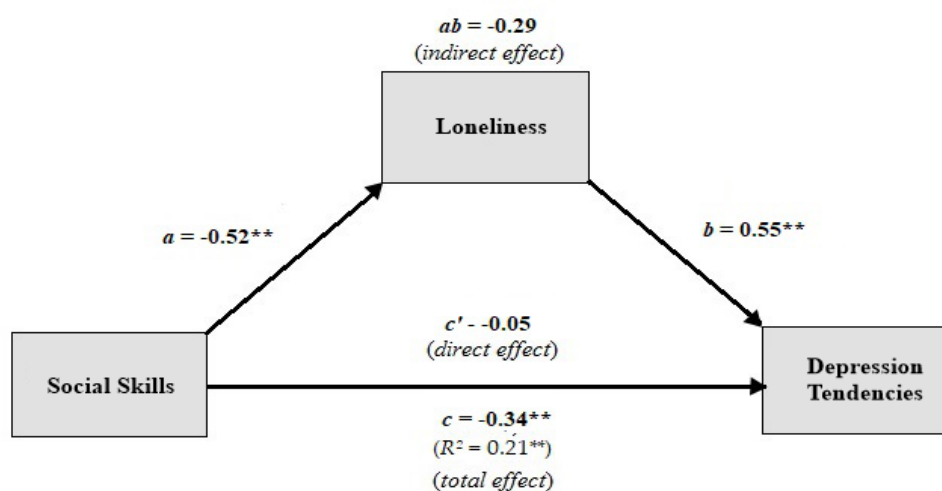 ab = -0.29
(indirect effect)
Loneliness
a = -0.52**
b = 0.55**
c' - -0.05
(direct effect)
Social Skills
Depression
Tendencies
c = -0.34**
(R² = 0.21**)
(total effect)